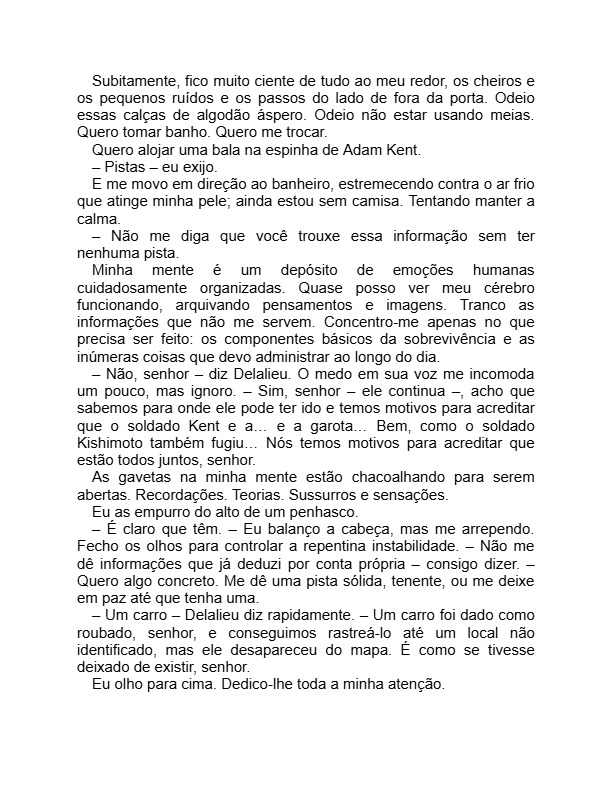 Subitamente, fico muito ciente de tudo ao meu redor, os cheiros e
os pequenos ruídos e os passos do lado de fora da porta. Odeio
essas calças de algodão áspero. Odeio não estar usando meias.
Quero tomar banho. Quero me trocar.
Quero alojar uma bala na espinha de Adam Kent.
– Pistas – eu exijo.
E me movo em direção ao banheiro, estremecendo contra o ar frio
que atinge minha pele; ainda estou sem camisa. Tentando manter a
calma.
– Não me diga que você trouxe essa informação sem ter
nenhuma pista.
Minha mente é um depósito de emoções humanas
cuidadosamente organizadas. Quase posso ver meu cérebro
funcionando, arquivando pensamentos e imagens. Tranco as
informações que não me servem. Concentro-me apenas no que
precisa ser feito: os componentes básicos da sobrevivência e as
inúmeras coisas que devo administrar ao longo do dia.
– Não, senhor – diz Delalieu. O medo em sua voz me incomoda
um pouco, mas ignoro. – Sim, senhor – ele continua –, acho que
sabemos para onde ele pode ter ido e temos motivos para acreditar
que o soldado Kent e a… e a garota… Bem, como o soldado
Kishimoto também fugiu… Nós temos motivos para acreditar que
estão todos juntos, senhor.
As gavetas na minha mente estão chacoalhando para serem
abertas. Recordações. Teorias. Sussurros e sensações.
Eu as empurro do alto de um penhasco.
– É claro que têm. – Eu balanço a cabeça, mas me arrependo.
Fecho os olhos para controlar a repentina instabilidade. – Não me
dê informações que já deduzi por conta própria – consigo dizer. –
Quero algo concreto. Me dê uma pista sólida, tenente, ou me deixe
em paz até que tenha uma.
– Um carro – Delalieu diz rapidamente. – Um carro foi dado como
roubado, senhor, e conseguimos rastreá-lo até um local não
identificado, mas ele desapareceu do mapa. É como se tivesse
deixado de existir, senhor.
Eu olho para cima. Dedico-lhe toda a minha atenção.